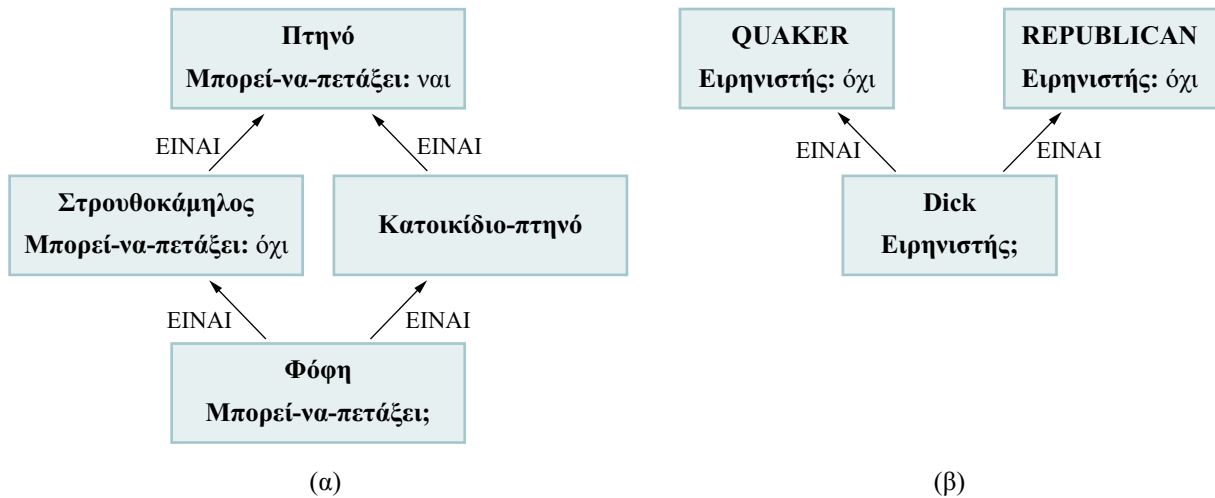 Πτηνό
Μπορεί-να-πετάξει: ναι
ΕΙΝΑΙ
ΕΙΝΑΙ
Στρουθοκάμηλος
Μπορεί-να-πετάξει: όχι
Κατοικίδιο-πτηνό
ΕΙΝΑΙ
ΕΙΝΑΙ
Φόφη
Μπορεί-να-πετάξει;
(α)
QUAKER
Ειρηνιστής: όχι
REPUBLICAN
Ειρηνιστής: όχι
ΕΙΝΑΙ
ΕΙΝΑΙ
Dick
Ειρηνιστής;
(β)